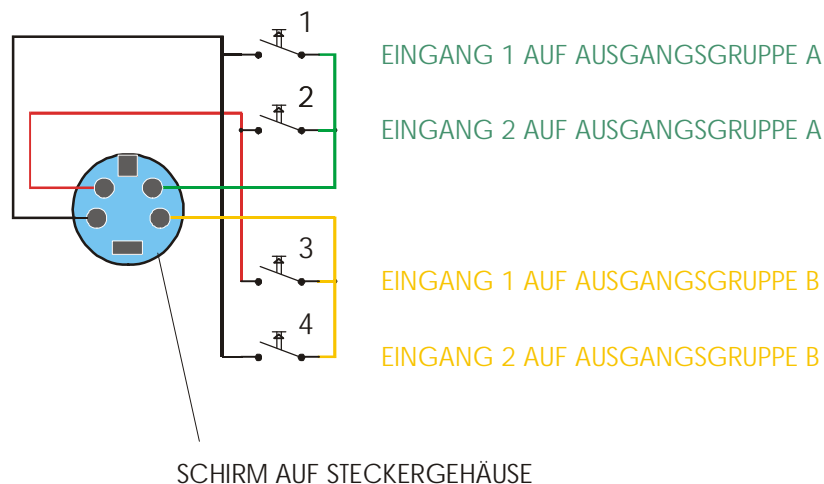 1
EINGANG 1 AUF AUSGANGSGRUPPE A
2
EINGANG 2 AUF AUSGANGSGRUPPE A
3
EINGANG 1 AUF AUSGANGSGRUPPE B
4
EINGANG 2 AUF AUSGANGSGRUPPE B
SCHIRM AUF STECKERGEHÄUSE